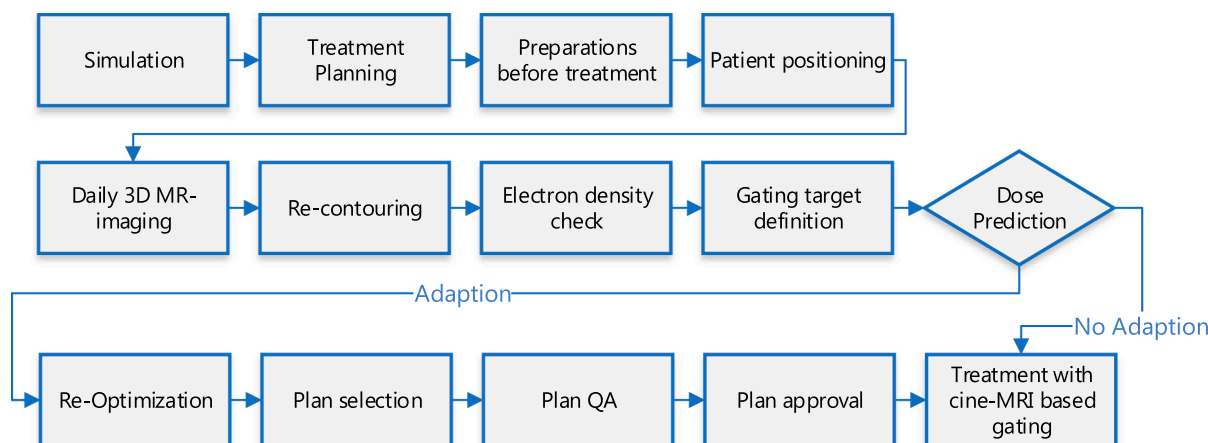 Simulation
Treatment
Planning
Preparations
before treatment
Patient positioning
Daily 3D MR-
imaging
Re-contouring
Electron density
check
Gating target
definition
Dose
Prediction
Adaption
No Adaption
Re-Optimization
Plan selection
Plan QA
Plan approval
Treatment with
cine-MRI based
gating